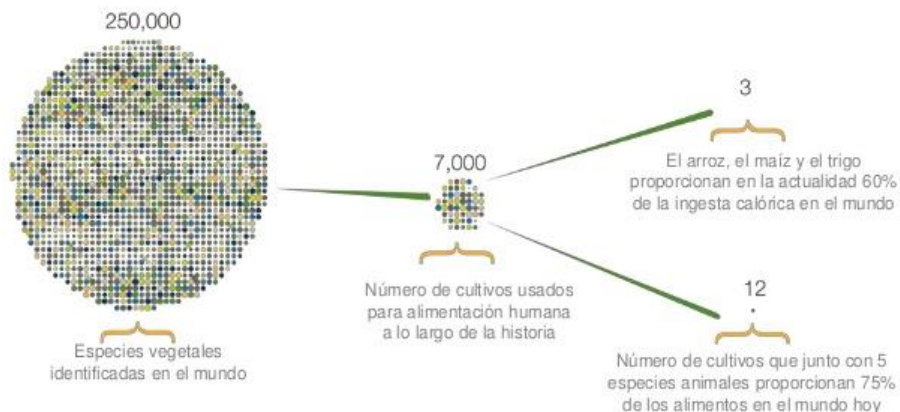 250,000
Especies vegetales
identificadas en el mundo
7,000
Número de cultivos usados
para alimentación humana
a lo largo de la historia
3
El arroz, el maíz y el trigo
proporcionan en la actualidad 60%
de la ingesta calórica en el mundo
12
Número de cultivos que junto con 5
especies animales proporcionan 75%
de los alimentos en el mundo hoy